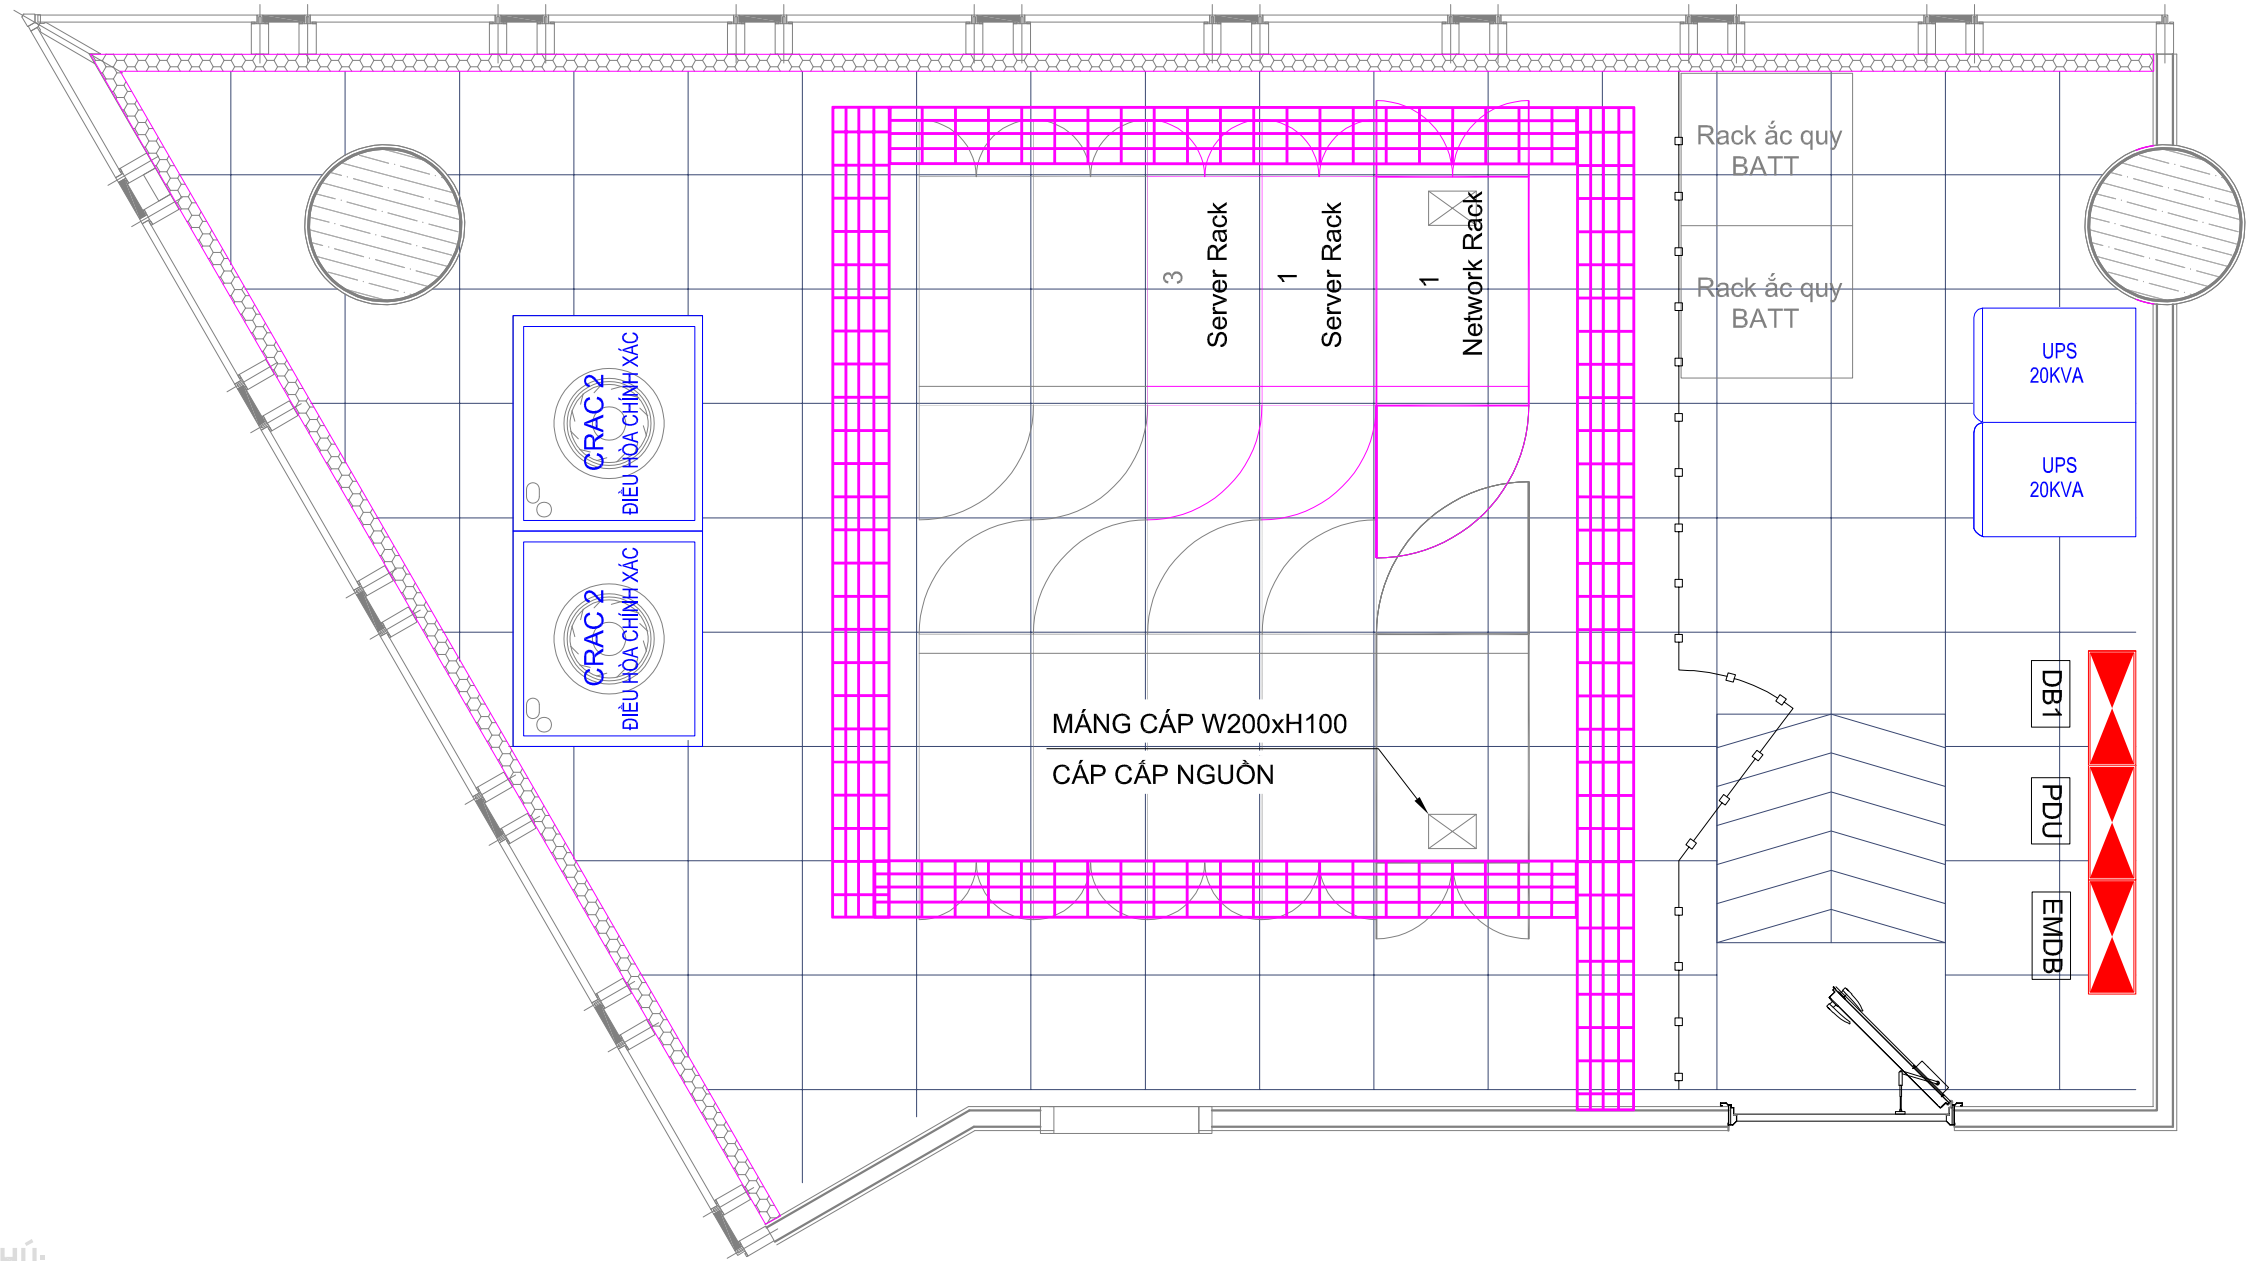 Rack ắc quy
BATT
Rack ắc quy
BATT
3
Server Rack
1
Server Rack
1
Network Rack
UPS
20KVA
UPS
20KVA
CRAC 2
ĐIỀU HÒA CHÍNH XÁC
CRAC 2
ĐIỀU HÒA CHÍNH XÁC
MÁNG CÁP W200xH100
CÁP CẤP NGUỒN
DB1
PDU
EMDB